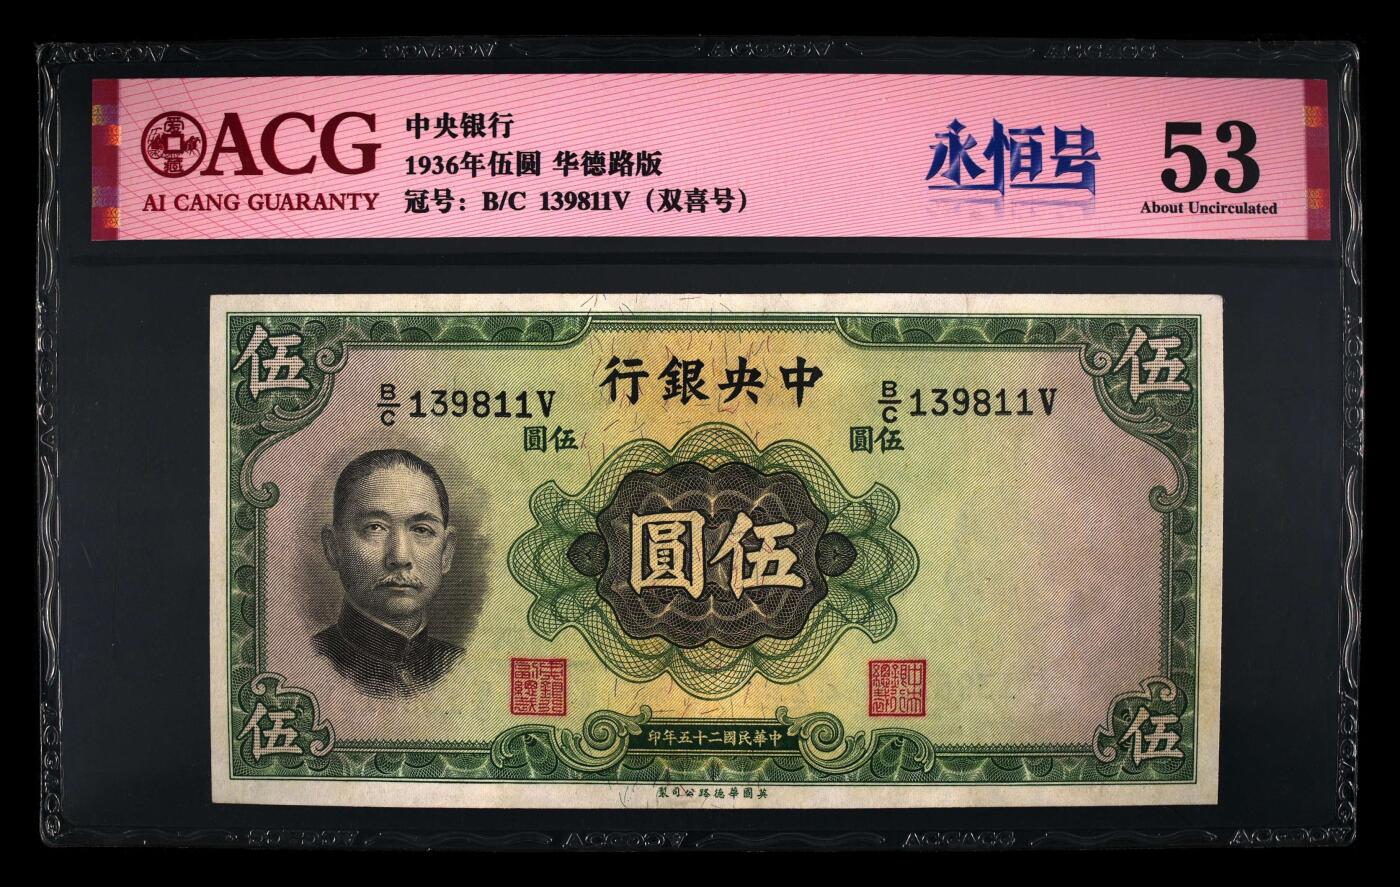 ACG
AI CANG GUARANTY
中央银行
1936年伍圆 华德路版
冠号：B/C 139811V（双喜号）
永恒号
53
About Uncirculated
伍
伍
行銀央中
B/C 139811V
B/C 139811V
圓伍
圓伍
圓伍
印年五十二國民華中
伍
伍
製司公路德華國英